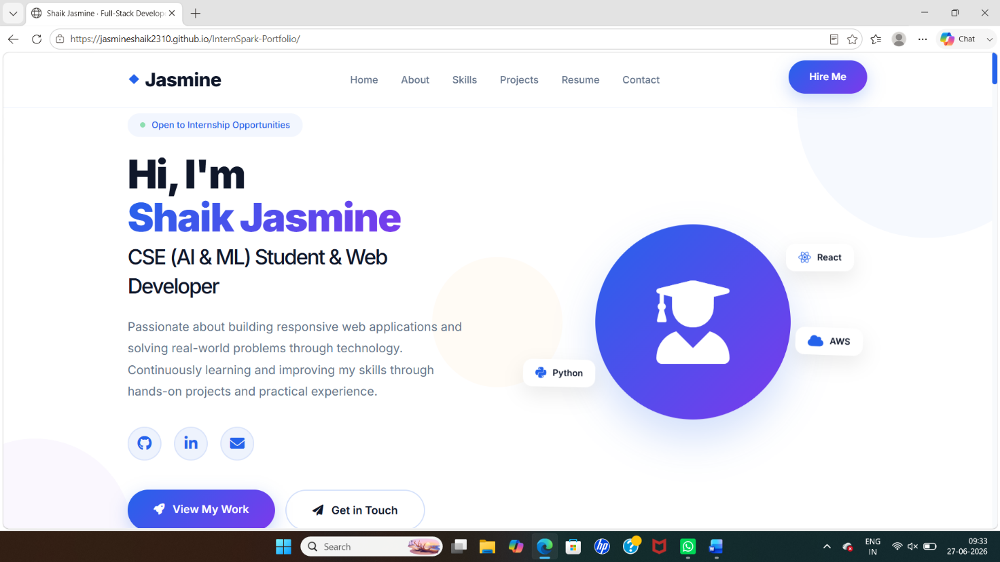 Shaik Jasmine · Full-Stack Develop
https://jasmineshaik2310.github.io/InternSpark-Portfolio/
Chat
Jasmine
Home
About
Skills
Projects
Resume
Contact
Hire Me
Open to Internship Opportunities
Hi, I'm
Shaik Jasmine
CSE (AI & ML) Student & Web
Developer
Passionate about building responsive web applications and
solving real-world problems through technology.
Continuously learning and improving my skills through
hands-on projects and practical experience.
in
View My Work
Get in Touch
React
AWS
Python
Search
hp
W
ENG
IN
09:33
27-06-2026